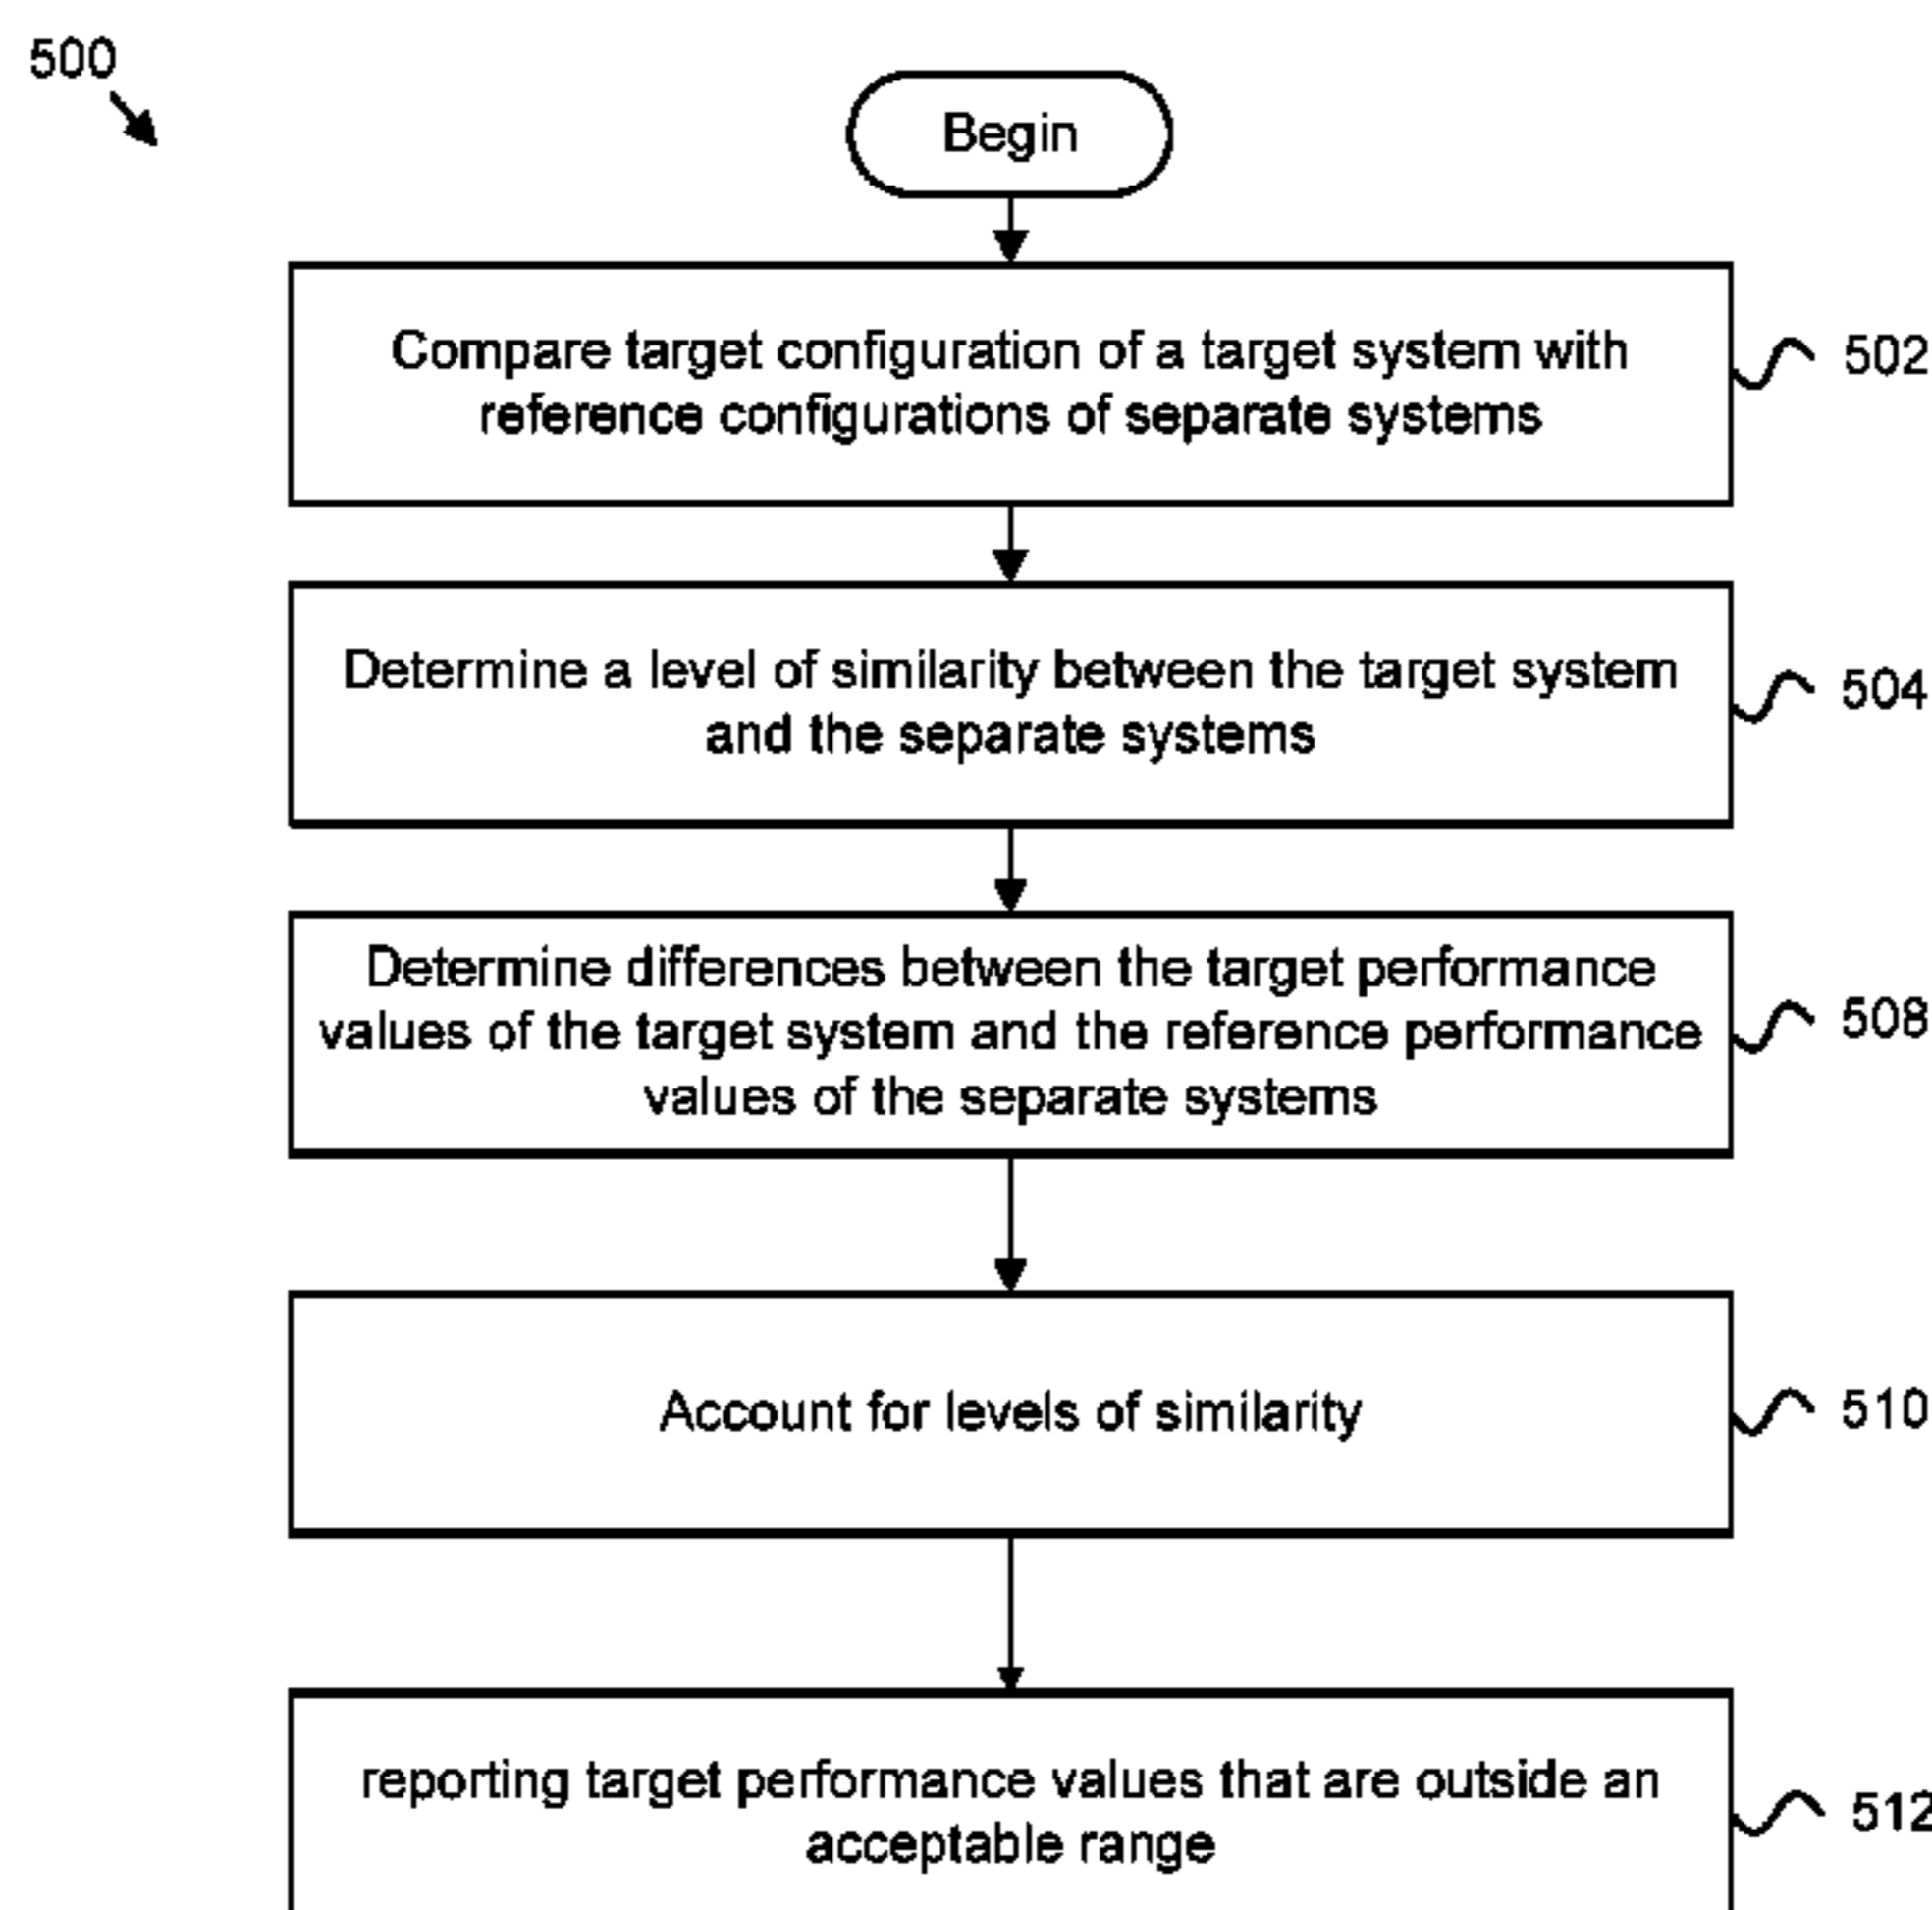 500
Begin
Compare target configuration of a target system with
reference configurations of separate systems
502
Determine a level of similarity between the target system
and the separate systems
504
Determine differences between the target performance
values of the target system and the reference performance
values of the separate systems
508
Account for levels of similarity
510
reporting target performance values that are outside an
acceptable range
512